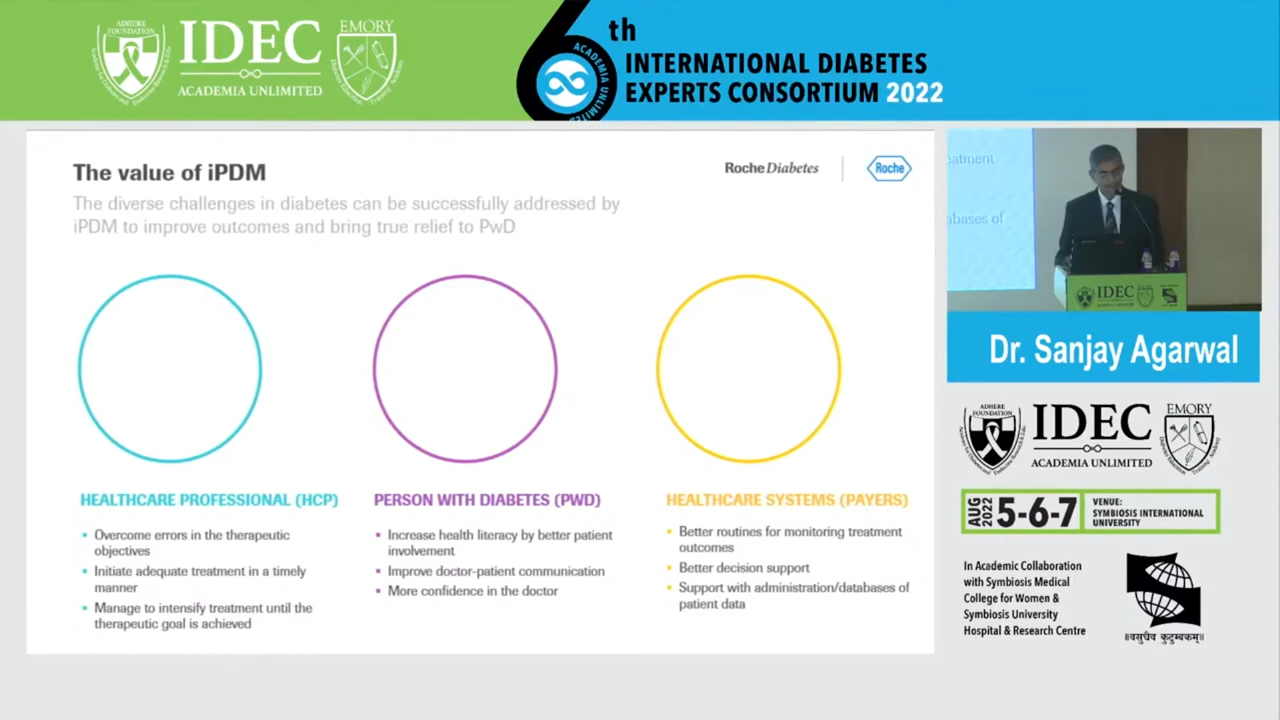 ADHERE
FOUNDATION
IDEC
ACADEMIA UNLIMITED
EMORY
6th
ACADEMIA UNLIMITED
INTERNATIONAL DIABETES
EXPERTS CONSORTIUM 2022
The value of iPDM
RocheDiabetes
Roche
The diverse challenges in diabetes can be successfully addressed by
iPDM to improve outcomes and bring true relief to PwD
HEALTHCARE PROFESSIONAL (HCP)
Overcome errors in the therapeutic
objectives
Initiate adequate treatment in a timely
manner
Manage to intensify treatment until the
therapeutic goal is achieved
PERSON WITH DIABETES (PWD)
Increase health literacy by better patient
involvement
Improve doctor-patient communication
More confidence in the doctor
HEALTHCARE SYSTEMS (PAYERS)
Better routines for monitoring treatment
outcomes
Better decision support
Support with administration/databases of
patient data
eatment
abases of
IDEC
Dr. Sanjay Agarwal
ADHERE
FOUNDATION
IDEC
ACADEMIA UNLIMITED
EMORY
AUG
2022
5-6-7
VENUE:
SYMBIOSIS INTERNATIONAL
UNIVERSITY
In Academic Collaboration
with Symbiosis Medical
College for Women &
Symbiosis University
Hospital & Research Centre
॥वसुधैव कुटुम्बकम्॥